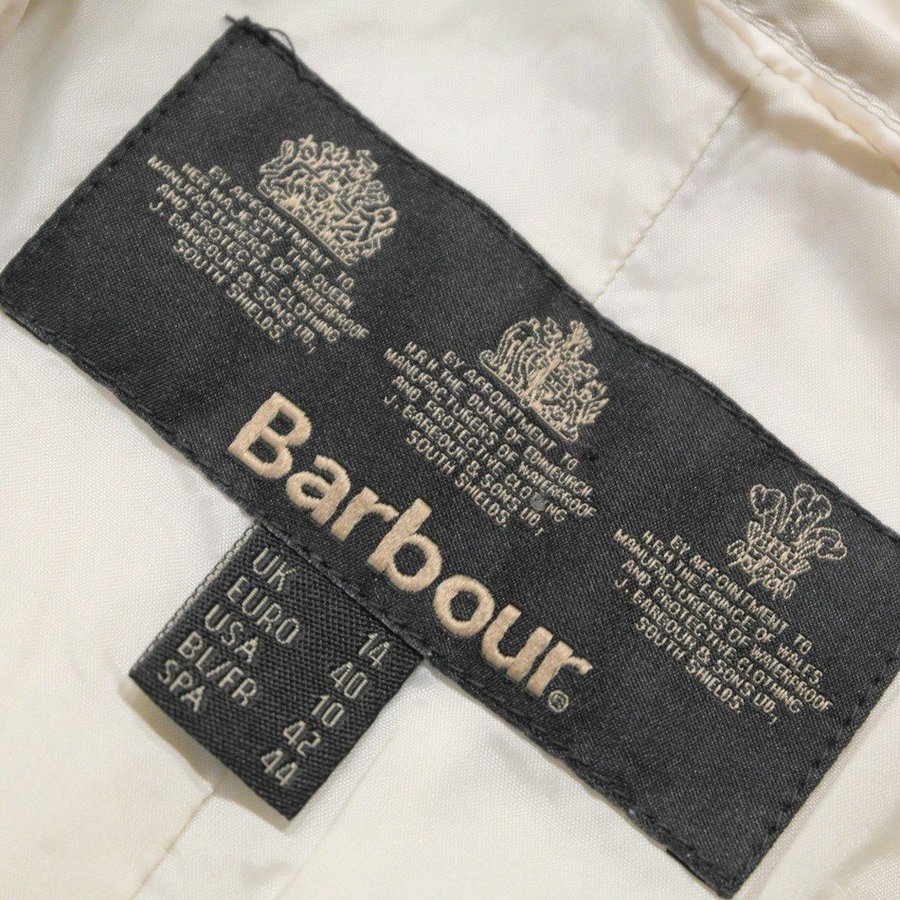 BY APPOINTMENT TO
HER MAJESTY THE QUEEN
MANUFACTURERS OF WATERPROOF
AND PROTECTIVE CLOTHING
J. BARBOUR & SONS LTD,
SOUTH SHIELDS.
BY APPOINTMENT TO
H.R.H THE DUKE OF EDINBURGH
MANUFACTURERS OF WATERPROOF
AND PROTECTIVE CLOTHING
J. BARBOUR & SONS LTD,
SOUTH SHIELDS.
BY APPOINTMENT TO
H.R.H THE PRINCE OF WALES
MANUFACTURERS OF WATERPROOF
AND PROTECTIVE CLOTHING
J. BARBOUR & SONS LTD,
SOUTH SHIELDS.
Barbour®
UK 14
EURO 40
USA 10
BL/FR 42
SPA 44